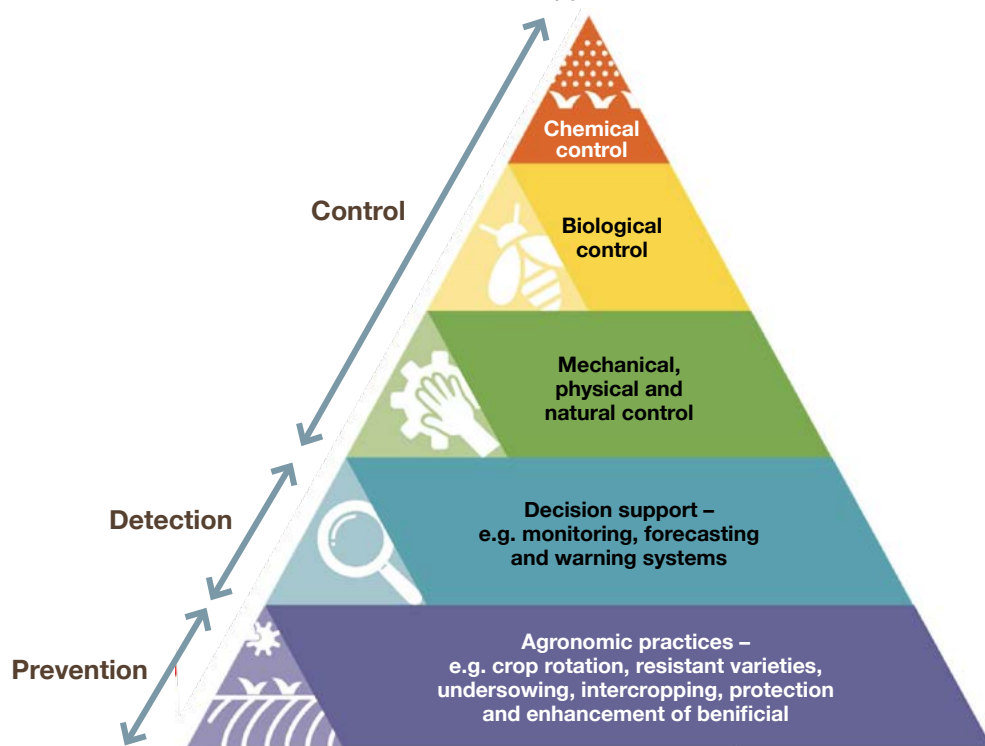 Chemical
control
Control
Biological
control
Mechanical,
physical and
natural control
Detection
Decision support –
e.g. monitoring, forecasting
and warning systems
Prevention
Agronomic practices –
e.g. crop rotation, resistant varieties,
undersowing, intercropping, protection
and enhancement of benificial